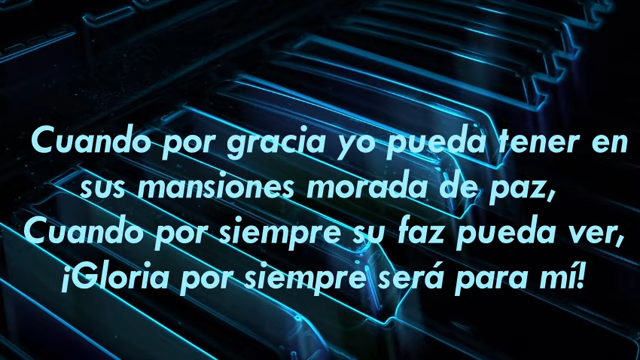 Cuando por gracia yo pueda tener en
sus mansiones morada de paz,
Cuando por siempre su faz pueda ver,
¡Gloria por siempre será para mí!